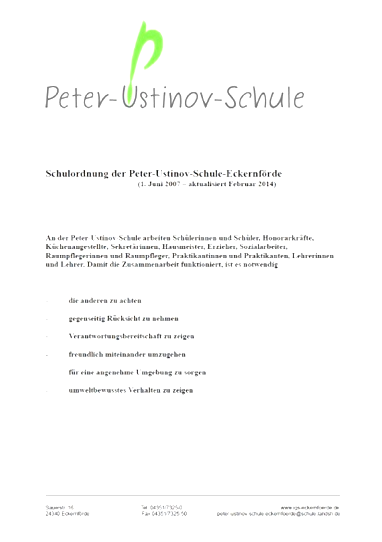 Peter-Ustinov-Schule
Schulordnung der Peter-Ustinov-Schule-Eckernförde
(1. Juni 2007 – aktualisiert Februar 2014)
An der Peter-Ustinov-Schule arbeiten Schülerinnen und Schüler, Honorarkräfte,
Küchenangestellte, Sekretärinnen, Hausmeister, Erzieher, Sozialarbeiter,
Raumpflegerinnen und Raumpfleger, Praktikantinnen und Praktikanten, Lehrerinnen
und Lehrer. Damit die Zusammenarbeit funktioniert, ist es notwendig
- die anderen zu achten
- gegenseitig Rücksicht zu nehmen
- Verantwortungsbereitschaft zu zeigen
- freundlich miteinander umzugehen
- für eine angenehme Umgebung zu sorgen
- umweltbewusstes Verhalten zu zeigen
24340 Eckernförde